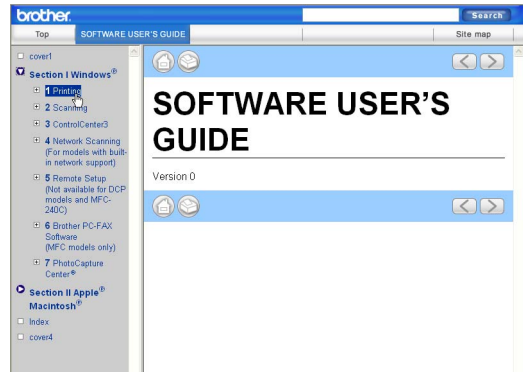 brother.
Search
Top
SOFTWARE USER'S GUIDE
Site map
cover1
Section I Windows®
1 Printing
2 Scanning
3 ControlCenter3
4 Network Scanning
(For models with built-
in network support)
5 Remote Setup
(Not available for DCP
models and MFC-
240C)
6 Brother PC-FAX
Software
(MFC models only)
7 PhotoCapture
Center®
Section II Apple®
Macintosh®
Index
cover4
SOFTWARE USER'S
GUIDE
Version 0